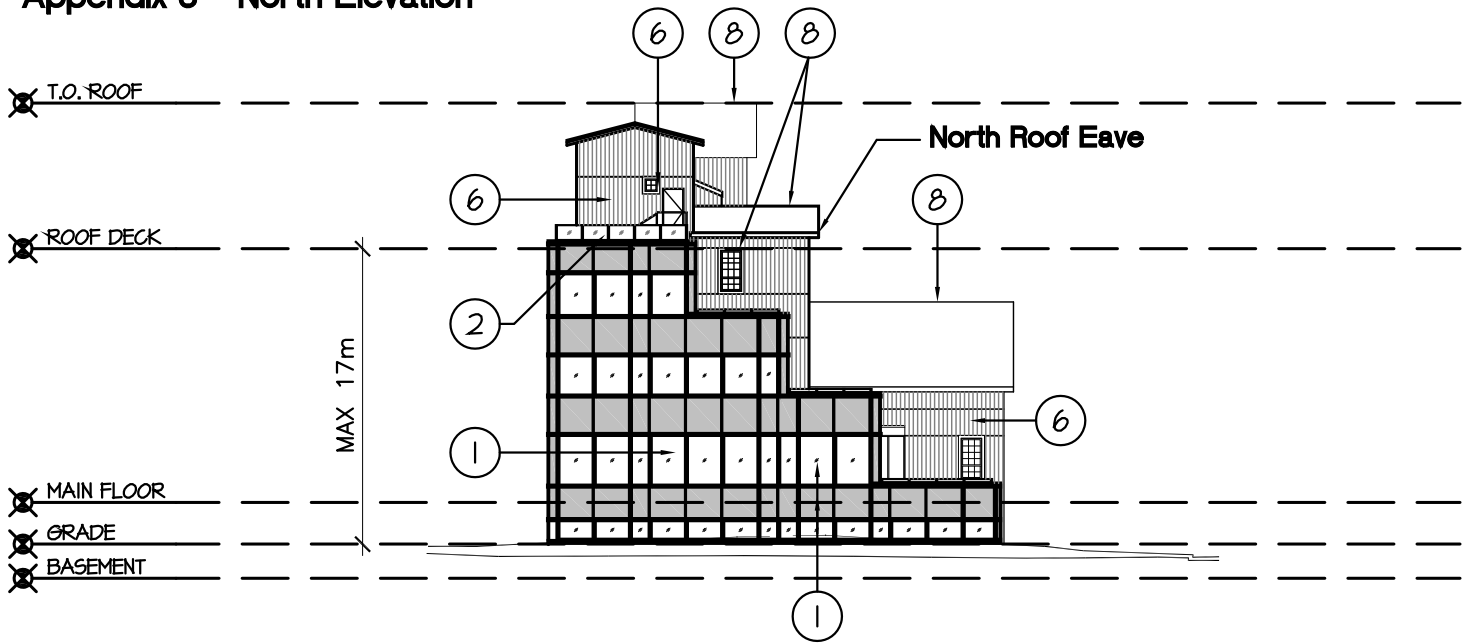 Appendix 8 - North Elevation
6
8
8
T.O. ROOF
North Roof Eave
6
8
ROOF DECK
2
MAX 17m
6
1
MAIN FLOOR
GRADE
BASEMENT
1